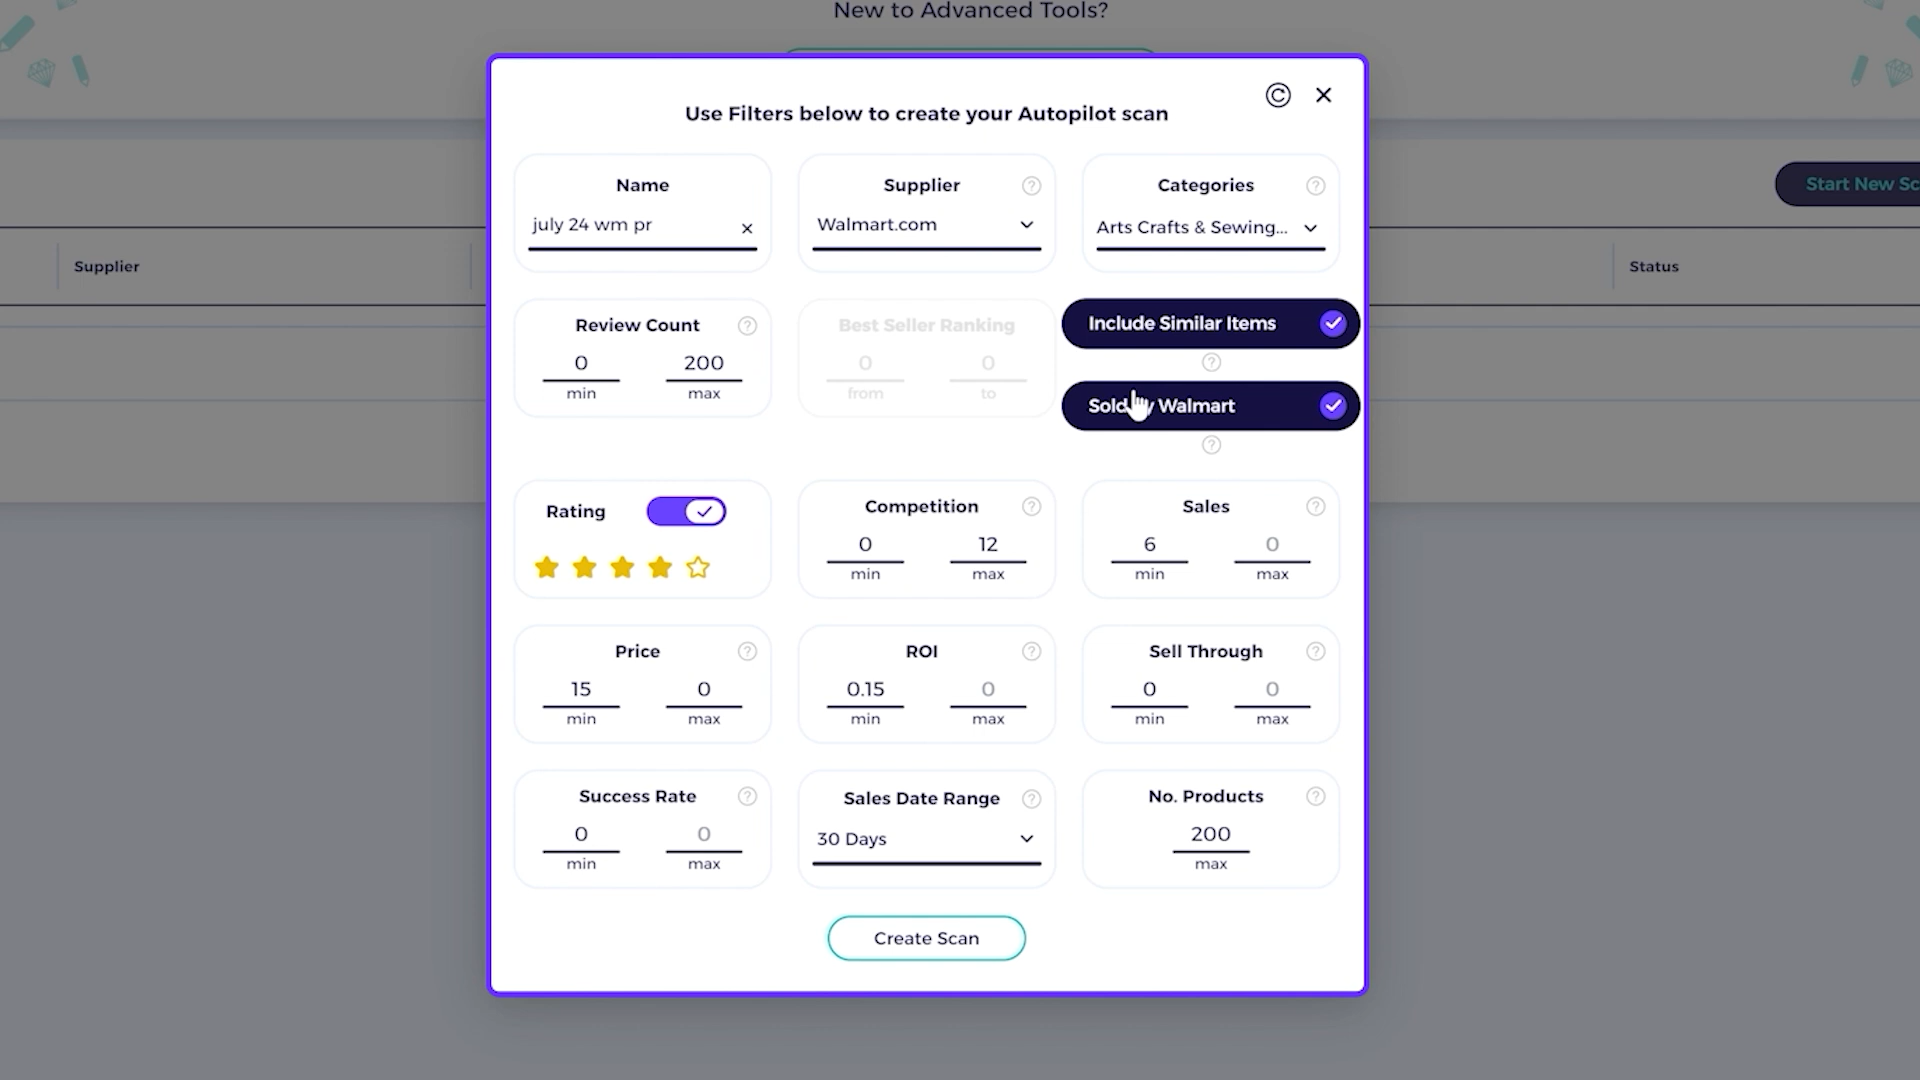 New to Advanced Tools?
Use Filters below to create your Autopilot scan
Name
july 24 wm pr
Supplier
Walmart.com
Categories
Arts Crafts & Sewing...
Start New Sc
Supplier
Status
Review Count
0
200
min
max
Best Seller Ranking
0
0
from
to
Include Similar Items
Walmart
Rating
Competition
0
12
min
max
Sales
6
0
min
max
Price
15
0
min
max
ROI
0.15
0
min
max
Sell Through
0
0
min
max
Success Rate
0
0
min
max
Sales Date Range
30 Days
No. Products
200
max
Create Scan